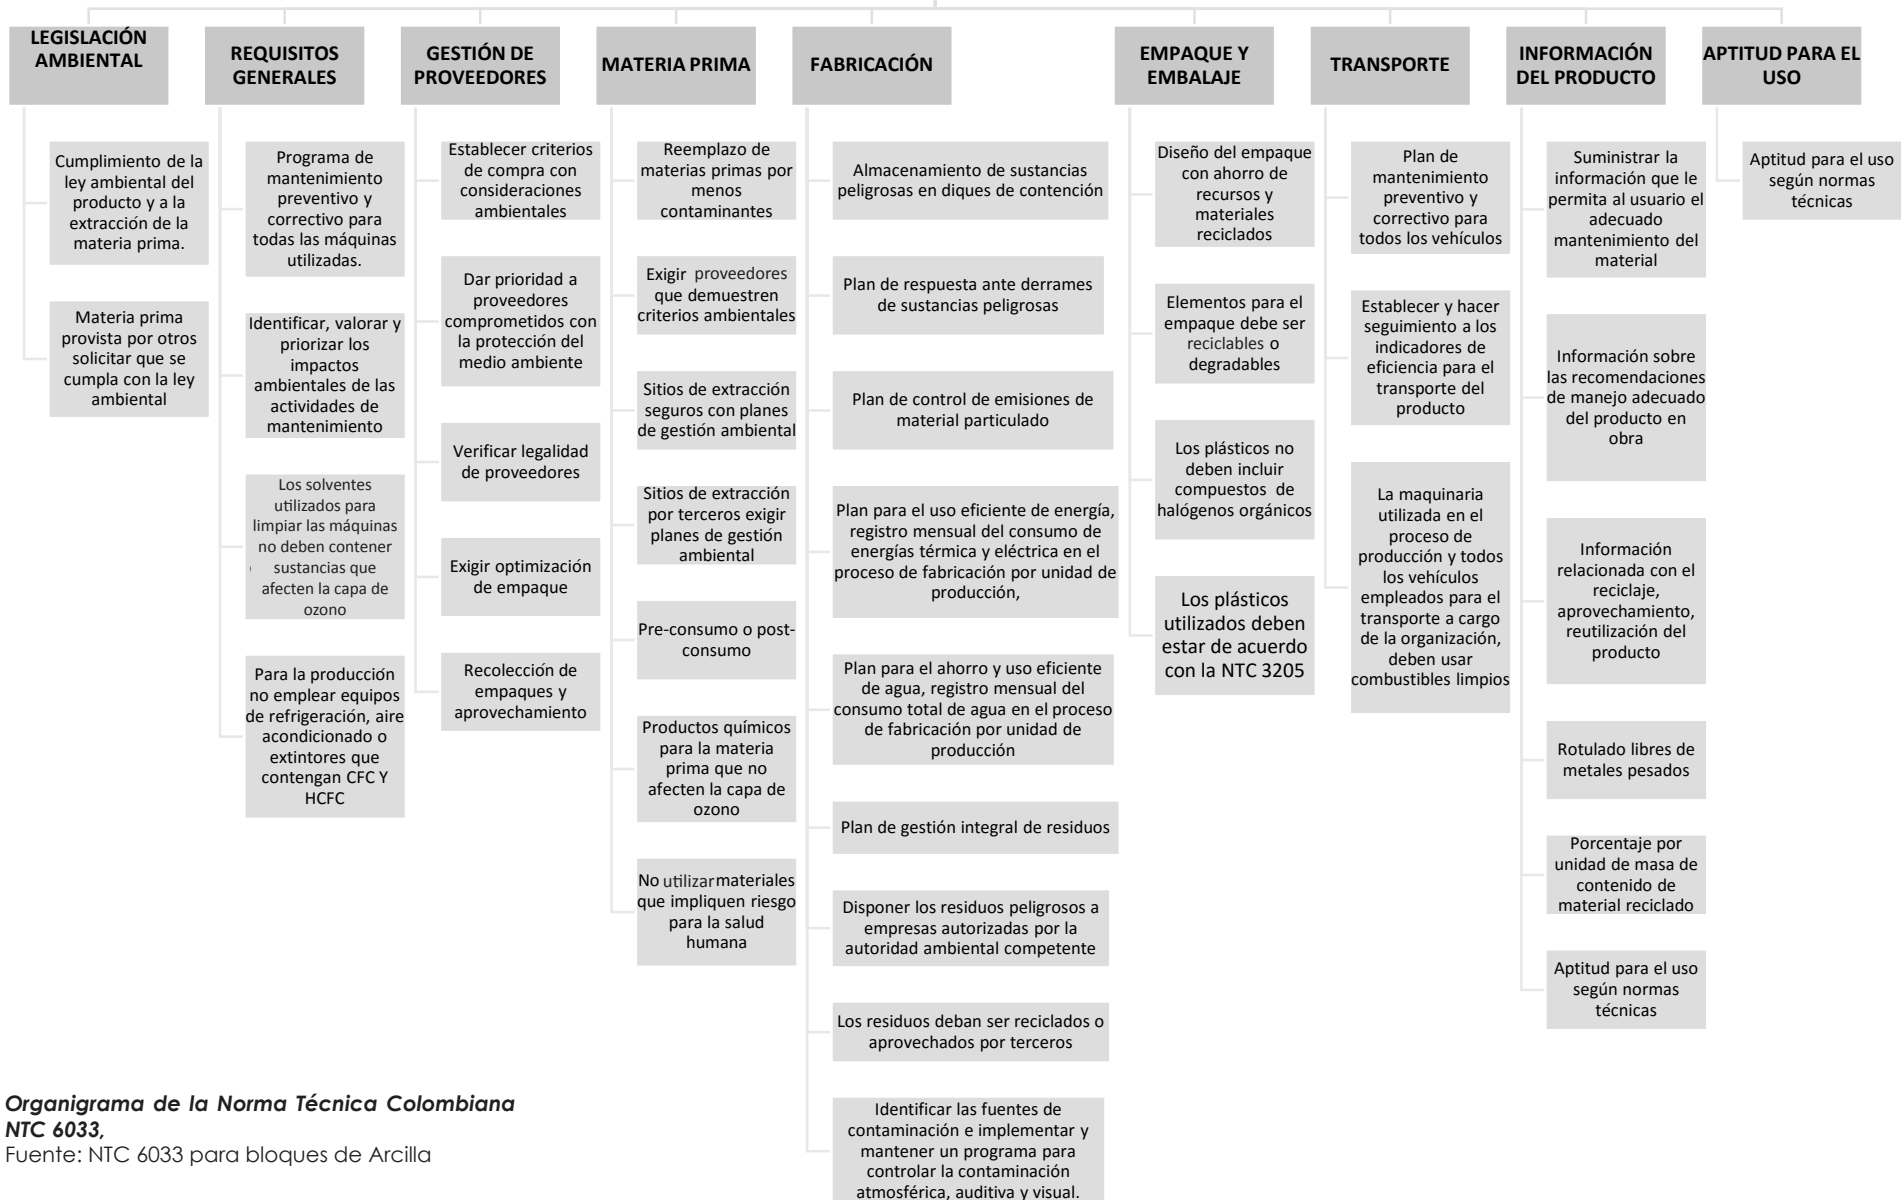 LEGISLACIÓN
AMBIENTAL
Cumplimiento de la
ley ambiental del
producto y a la
extracción de la
materia prima.
Materia prima
provista por otros
solicitar que se
cumpla con la ley
ambiental
REQUISITOS
GENERALES
Programa de
mantenimiento
preventivo y
correctivo para
todas las máquinas
utilizadas.
Identificar, valorar y
priorizar los
impactos
ambientales de las
actividades de
mantenimiento
Los solventes
utilizados para
limpiar las máquinas
no deben contener
sustancias que
afecten la capa de
ozono
Para la producción
no emplear equipos
de refrigeración, aire
acondicionado o
extintores que
contengan CFC Y
HCFC
GESTIÓN DE
PROVEEDORES
Establecer criterios
de compra con
consideraciones
ambientales
Dar prioridad a
proveedores
comprometidos con
la protección del
medio ambiente
Verificar legalidad
de proveedores
Exigir optimización
de empaque
Recolección de
empaques y
aprovechamiento
MATERIA PRIMA
Reemplazo de
materias primas por
menos
contaminantes
Exigir proveedores
que demuestren
criterios ambientales
Sitios de extracción
seguros con planes
de gestión ambiental
Sitios de extracción
por terceros exigir
planes de gestión
ambiental
Pre-consumo o post-
consumo
Productos químicos
para la materia
prima que no
afecten la capa de
ozono
No utilizar materiales
que impliquen riesgo
para la salud
humana
FABRICACIÓN
Almacenamiento de sustancias
peligrosas en diques de contención
Plan de respuesta ante derrames
de sustancias peligrosas
Plan de control de emisiones de
material particulado
Plan para el uso eficiente de energía,
registro mensual del consumo de
energías térmica y eléctrica en el
proceso de fabricación por unidad de
producción,
Plan para el ahorro y uso eficiente
de agua, registro mensual del
consumo total de agua en el proceso
de fabricación por unidad de
producción
Plan de gestión integral de residuos
Disponer los residuos peligrosos a
empresas autorizadas por la
autoridad ambiental competente
Los residuos deban ser reciclados o
aprovechados por terceros
Identificar las fuentes de
contaminación e implementar y
mantener un programa para
controlar la contaminación
atmosférica, auditiva y visual.
EMPAQUE Y
EMBALAJE
Diseño del empaque
con ahorro de
recursos y
materiales
reciclados
Elementos para el
empaque debe ser
reciclables o
degradables
Los plásticos no
deben incluir
compuestos de
halógenos orgánicos
Los plásticos
utilizados deben
estar de acuerdo
con la NTC 3205
TRANSPORTE
Plan de
mantenimiento
preventivo y
correctivo para
todos los vehículos
Establecer y hacer
seguimiento a los
indicadores de
eficiencia para el
transporte del
producto
La maquinaria
utilizada en el
proceso de
producción y todos
los vehículos
empleados para el
transporte a cargo
de la organización,
deben usar
combustibles limpios
INFORMACIÓN
DEL PRODUCTO
Suministrar la
información que le
permita al usuario el
adecuado
mantenimiento del
material
Información sobre
las recomendaciones
de manejo adecuado
del producto en
obra
Información
relacionada con el
reciclaje,
aprovechamiento,
reutilización del
producto
Rotulado libres de
metales pesados
Porcentaje por
unidad de masa de
contenido de
material reciclado
Aptitud para el uso
según normas
técnicas
APTITUD PARA EL
USO
Aptitud para el uso
según normas
técnicas
Organigrama de la Norma Técnica Colombiana
NTC 6033,
Fuente: NTC 6033 para bloques de Arcilla